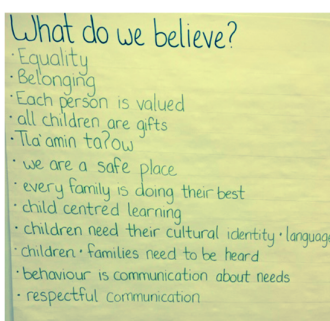 What do we believe?
· Equality
· Belonging
· Each person is valued
· all children are gifts
· Tla'amin ta?ow
· we are a safe place
· every family is doing their best
· child centred learning
· children need their cultural identity · language
· children · families need to be heard
· behaviour is communication about needs
· respectful communication